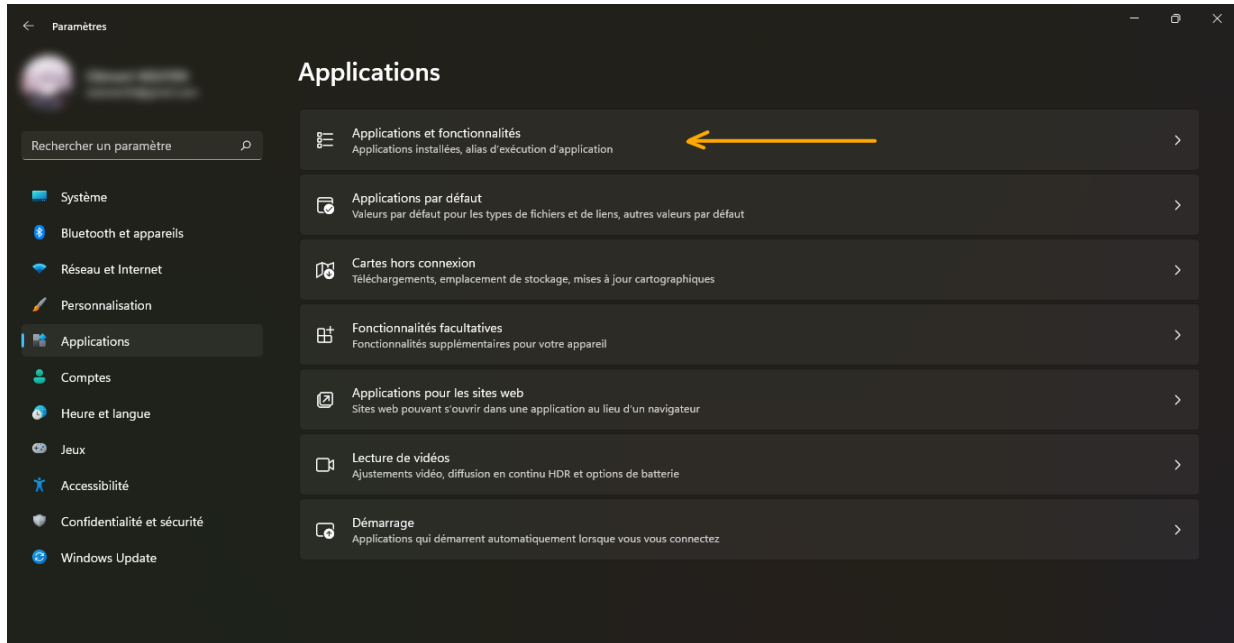 Paramètres
Rechercher un paramètre
Système
Bluetooth et appareils
Réseau et Internet
Personnalisation
Applications
Comptes
Heure et langue
Jeux
Accessibilité
Confidentialité et sécurité
Windows Update
Applications
Applications et fonctionnalités
Applications installées, alias d'exécution d'application
Applications par défaut
Valeurs par défaut pour les types de fichiers et de liens, autres valeurs par défaut
Cartes hors connexion
Téléchargements, emplacement de stockage, mises à jour cartographiques
Fonctionnalités facultatives
Fonctionnalités supplémentaires pour votre appareil
Applications pour les sites web
Sites web pouvant s'ouvrir dans une application au lieu d'un navigateur
Lecture de vidéos
Ajustements vidéo, diffusion en continu HDR et options de batterie
Démarrage
Applications qui démarrent automatiquement lorsque vous vous connectez